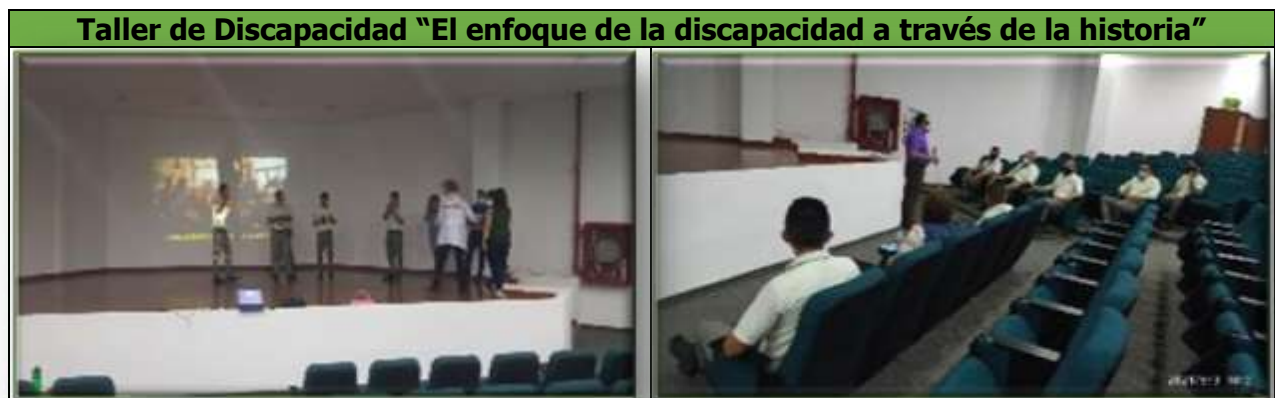 Taller de Discapacidad “El enfoque de la discapacidad a través de la historia”